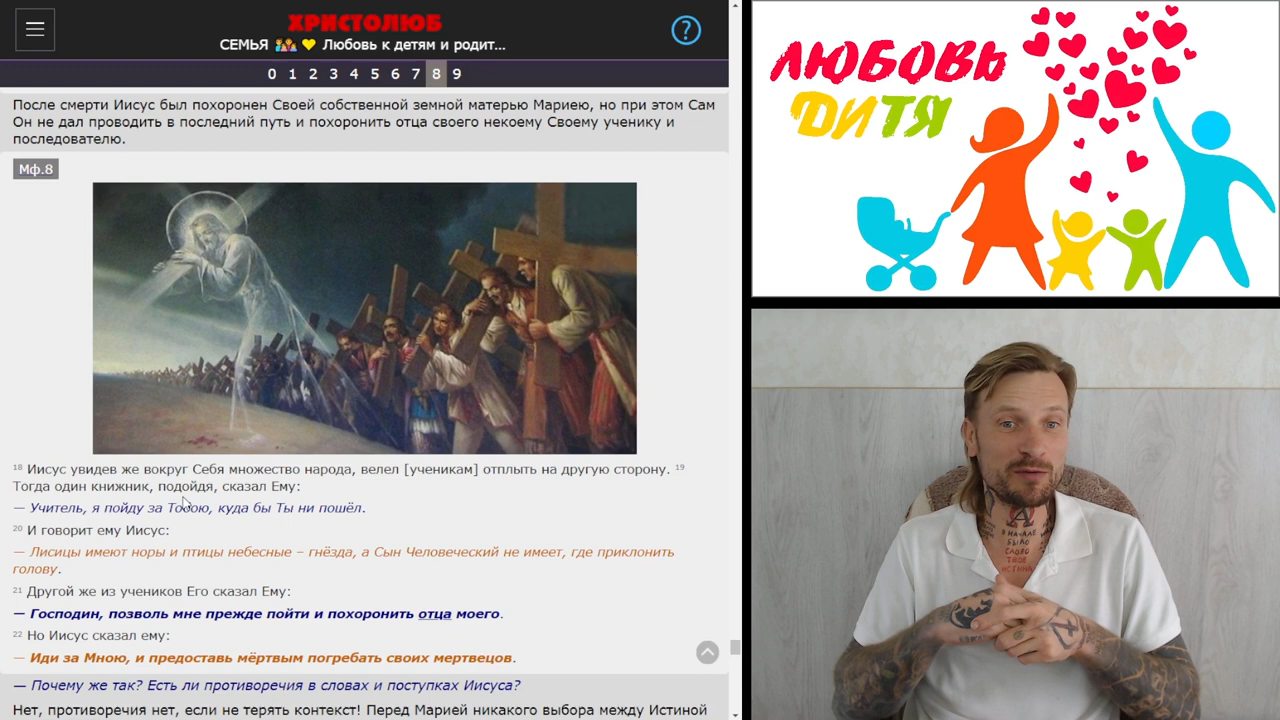 ХРИСТОЛЮБ
СЕМЬЯ 👫 💛 Любовь к детям и родит...
0 1 2 3 4 5 6 7 8 9
После смерти Иисус был похоронен Своей собственной земной матерью Мариею, но при этом Сам
Он не дал проводить в последний путь и похоронить отца своего некоему Своему ученику и
последователю.
Мф.8
18 Иисус увидев же вокруг Себя множество народа, велел [ученикам] отплыть на другую сторону. 19
Тогда один книжник, подойдя, сказал Ему:
— Учитель, я пойду за Тобою, куда бы Ты ни пошёл.
20 И говорит ему Иисус:
— Лисицы имеют норы и птицы небесные – гнёзда, а Сын Человеческий не имеет, где приклонить
голову.
21 Другой же из учеников Его сказал Ему:
— Господин, позволь мне прежде пойти и похоронить отца моего.
22 Но Иисус сказал ему:
— Иди за Мною, и предоставь мёртвым погребать своих мертвецов.
— Почему же так? Есть ли противоречия в словах и поступках Иисуса?
Нет, противоречия нет, если не терять контекст! Перед Марией никакого выбора между Истиной
ЛЮБОВЬ
ДИТЯ
В НАЧАЛЕ
БЫЛО
СЛОВО
ТВОЕ
ИСТИНА